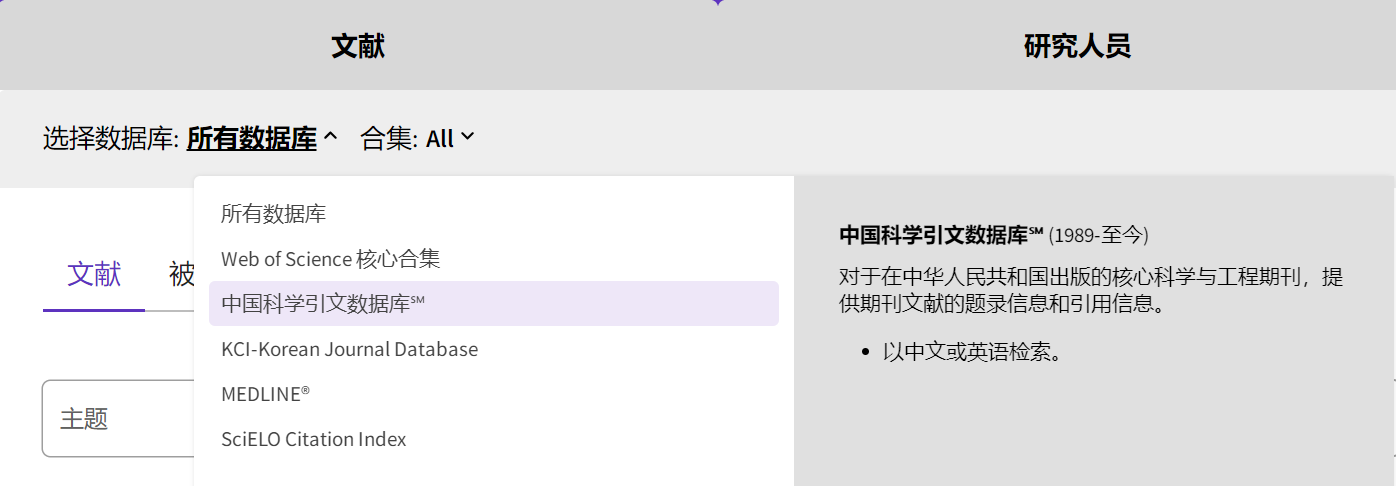 文献
研究人员
选择数据库: 所有数据库 合集: All
所有数据库
Web of Science 核心合集
中国科学引文数据库℠
KCI-Korean Journal Database
MEDLINE®
SciELO Citation Index
中国科学引文数据库℠ (1989-至今)
对于在中华人民共和国出版的核心科学与工程期刊，提
供期刊文献的题录信息和引用信息。
• 以中文或英语检索。
文献
被
主题